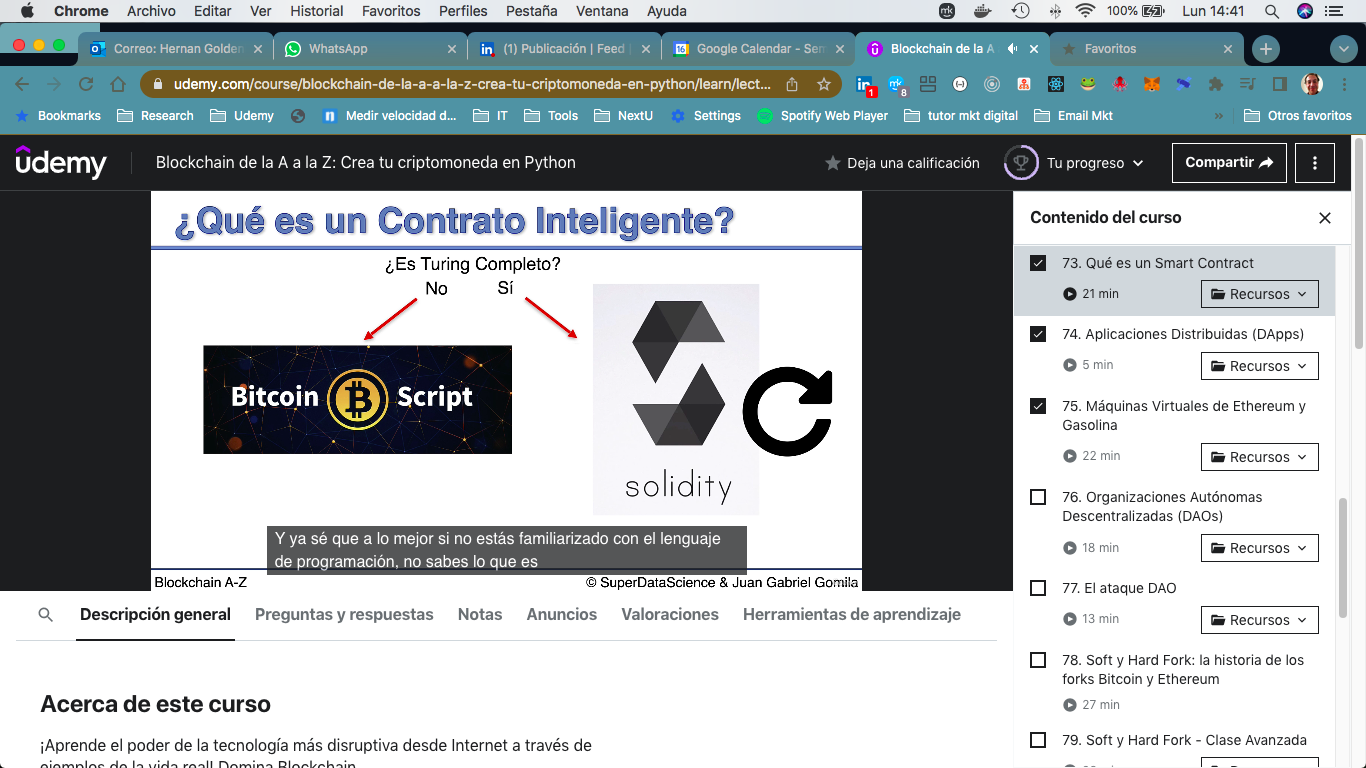 Chrome Archivo Editar Ver Historial Favoritos Perfiles Pestaña Ventana Ayuda
100% Lun 14:41
Correo: Hernan Golden
WhatsApp
(1) Publicación | Feed
Google Calendar - Sem
Blockchain de la A
Favoritos
udemy.com/course/blockchain-de-la-a-a-la-z-crea-tu-criptomoneda-en-python/learn/lect...
1
8
Bookmarks Research Udemy Medir velocidad d... IT Tools NextU Settings Spotify Web Player tutor mkt digital Email Mkt » Otros favoritos
ûdemy
Blockchain de la A a la Z: Crea tu criptomoneda en Python
Deja una calificación
Tu progreso
Compartir
¿Qué es un Contrato Inteligente?
¿Es Turing Completo?
No Sí
Bitcoin Script
solidity
Y ya sé que a lo mejor si no estás familiarizado con el lenguaje
de programación, no sabes lo que es
Blockchain A-Z
© SuperDataScience & Juan Gabriel Gomila
Contenido del curso
73. Qué es un Smart Contract
21 min Recursos
74. Aplicaciones Distribuidas (DApps)
5 min Recursos
75. Máquinas Virtuales de Ethereum y
Gasolina
22 min Recursos
76. Organizaciones Autónomas
Descentralizadas (DAOs)
18 min Recursos
77. El ataque DAO
13 min Recursos
78. Soft y Hard Fork: la historia de los
forks Bitcoin y Ethereum
27 min
79. Soft y Hard Fork - Clase Avanzada
Descripción general Preguntas y respuestas Notas Anuncios Valoraciones Herramientas de aprendizaje
Acerca de este curso
¡Aprende el poder de la tecnología más disruptiva desde Internet a través de
ejemplos de la vida real! Domina Blockchain